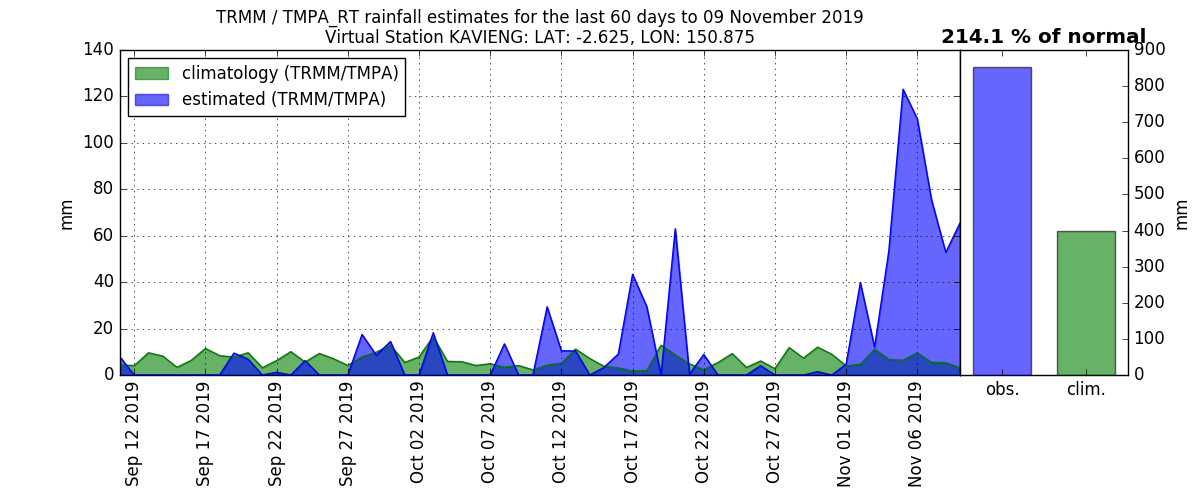 TRMM / TMPA_RT rainfall estimates for the last 60 days to 09 November 2019
Virtual Station KAVIENG: LAT: -2.625, LON: 150.875
214.1 % of normal
climatology (TRMM/TMPA)
estimated (TRMM/TMPA)
mm
140
120
100
80
60
40
20
0
Sep 12 2019
Sep 17 2019
Sep 22 2019
Sep 27 2019
Oct 02 2019
Oct 07 2019
Oct 12 2019
Oct 17 2019
Oct 22 2019
Oct 27 2019
Nov 01 2019
Nov 06 2019
obs.
clim.
900
800
700
600
500
400
300
200
100
0
mm